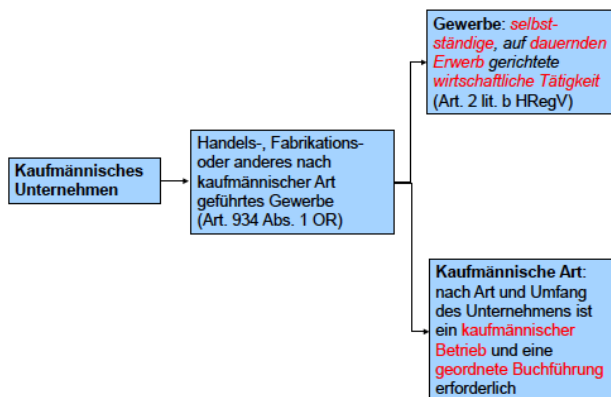 Kaufmännisches
Unternehmen
Handels-, Fabrikations-
oder anderes nach
kaufmännischer Art
geführtes Gewerbe
(Art. 934 Abs. 1 OR)
Gewerbe: selbst-
ständige, auf dauernden
Erwerb gerichtete
wirtschaftliche Tätigkeit
(Art. 2 lit. b HRegV)
Kaufmännische Art:
nach Art und Umfang
des Unternehmens ist
ein kaufmännischer
Betrieb und eine
geordnete Buchführung
erforderlich